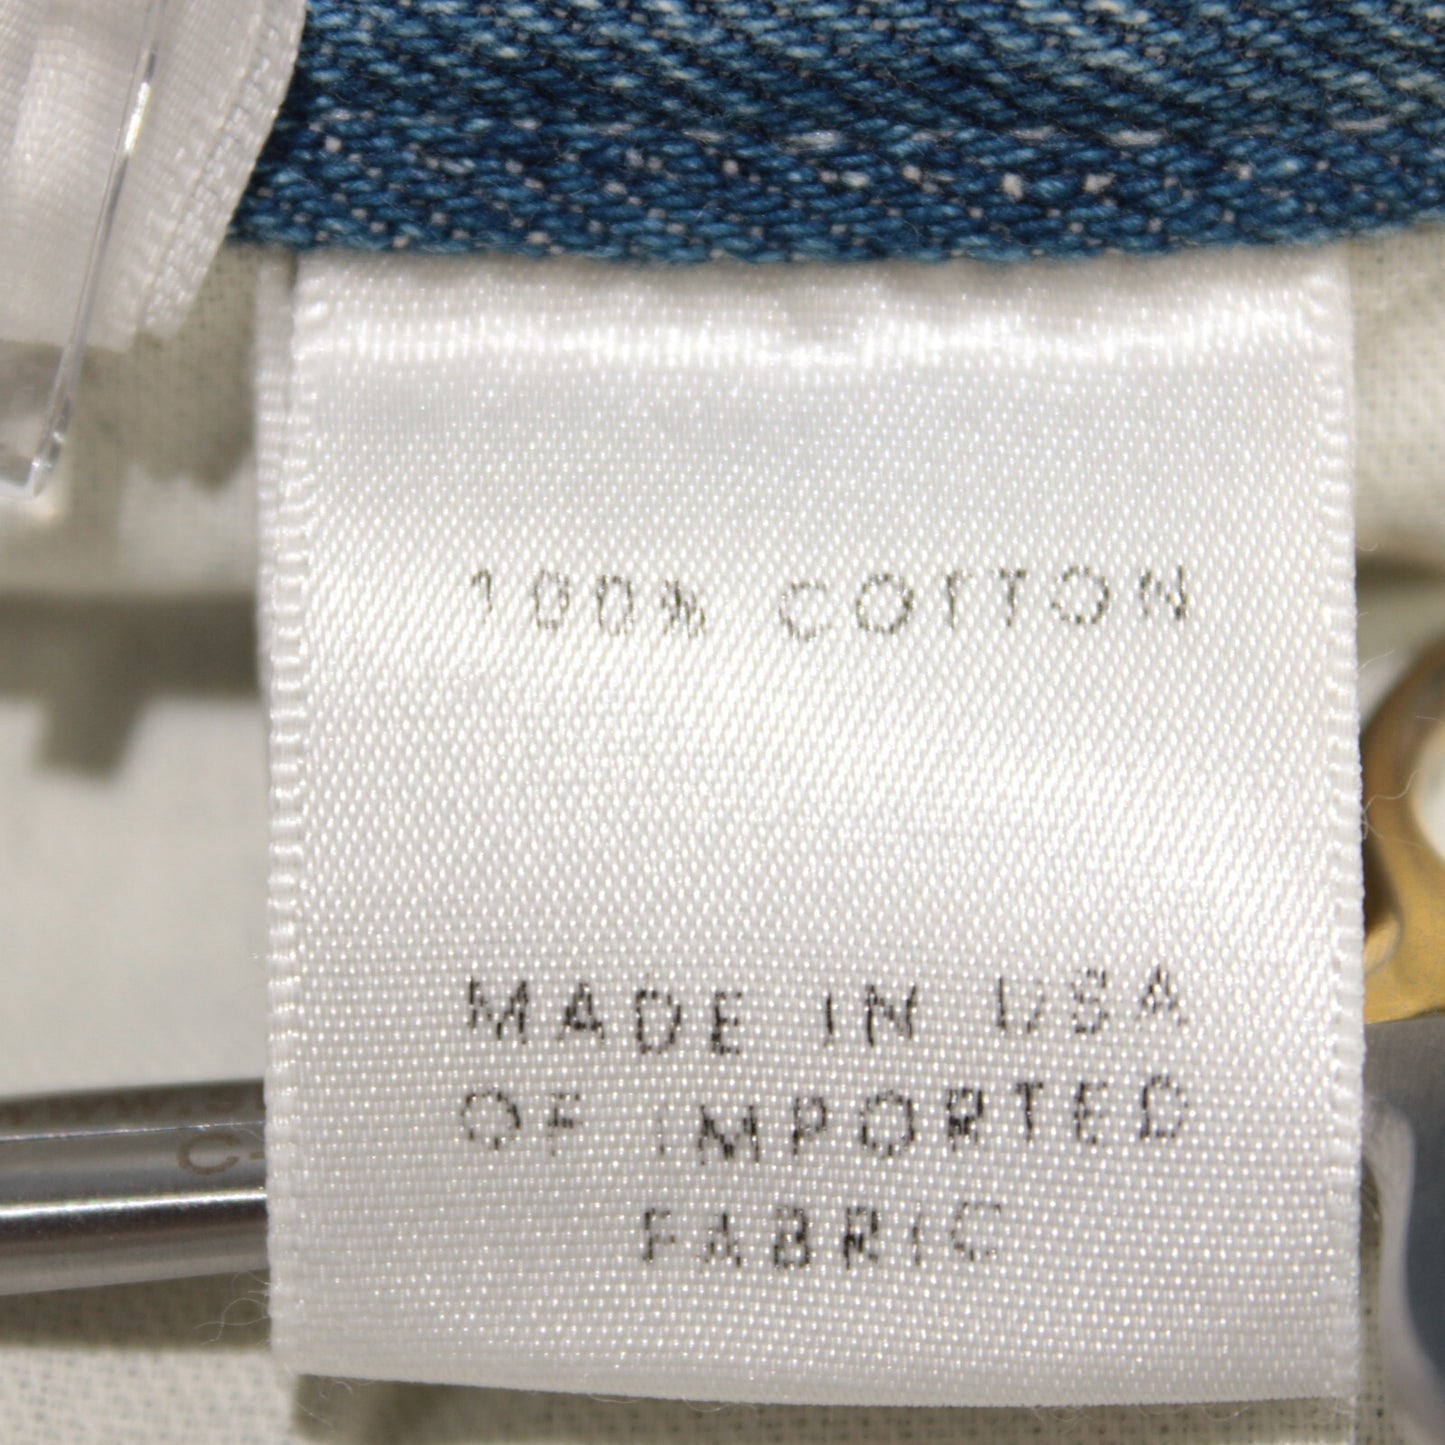 100% COTTON
MADE IN USA
OF IMPORTED
FABRIC